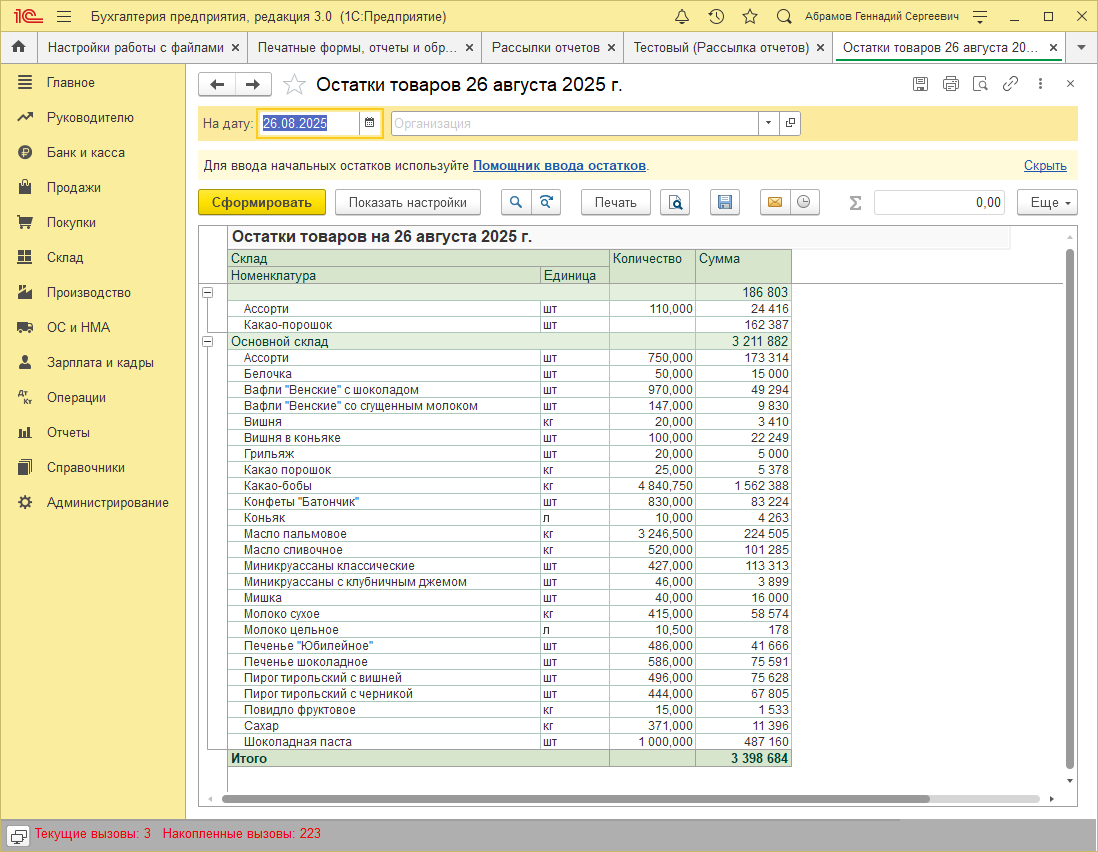 1С Бухгалтерия предприятия, редакция 3.0 (1С:Предприятие) Абрамов Геннадий Сергеевич
Настройки работы с файлами × Печатные формы, отчеты и обр... × Рассылки отчетов × Тестовый (Рассылка отчетов) × Остатки товаров 26 августа 20... ×
Главное
Руководителю
Банк и касса
Продажи
Покупки
Склад
Производство
ОС и НМА
Зарплата и кадры
Дт Кт Операции
Отчеты
Справочники
Администрирование
Остатки товаров 26 августа 2025 г.
На дату: 26.08.2025 Организация
Для ввода начальных остатков используйте Помощник ввода остатков. Скрыть
Сформировать Показать настройки Печать Σ 0,00 Еще
Остатки товаров на 26 августа 2025 г.
Склад Количество Сумма
Номенклатура Единица
186 803
Ассорти шт 110,000 24 416
Какао-порошок шт 162 387
Основной склад 3 211 882
Ассорти шт 750,000 173 314
Белочка шт 50,000 15 000
Вафли "Венские" с шоколадом шт 970,000 49 294
Вафли "Венские" со сгущенным молоком шт 147,000 9 830
Вишня кг 20,000 3 410
Вишня в коньяке шт 100,000 22 249
Грильяж шт 20,000 5 000
Какао порошок кг 25,000 5 378
Какао-бобы кг 4 840,750 1 562 388
Конфеты "Батончик" шт 830,000 83 224
Коньяк л 10,000 4 263
Масло пальмовое кг 3 246,500 224 505
Масло сливочное кг 520,000 101 285
Миникруассаны классические шт 427,000 113 313
Миникруассаны с клубничным джемом шт 46,000 3 899
Мишка шт 40,000 16 000
Молоко сухое кг 415,000 58 574
Молоко цельное л 10,500 178
Печенье "Юбилейное" шт 486,000 41 666
Печенье шоколадное шт 586,000 75 591
Пирог тирольский с вишней шт 496,000 75 628
Пирог тирольский с черникой шт 444,000 67 805
Повидло фруктовое кг 15,000 1 533
Сахар кг 371,000 11 396
Шоколадная паста шт 1 000,000 487 160
Итого 3 398 684
Текущие вызовы: 3 Накопленные вызовы: 223